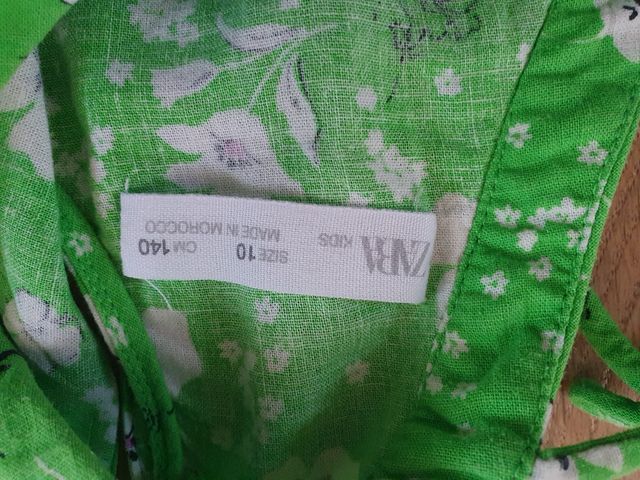 ZARA KIDS
SIZE 10
MADE IN MOROCCO
CM 140